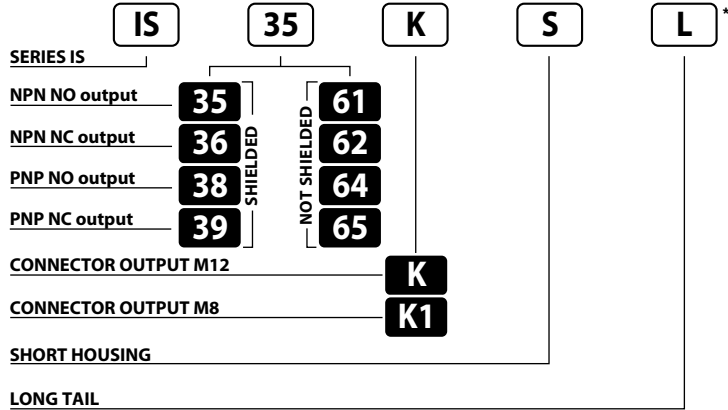 IS 35 K S L *
SERIES IS
NPN NO output 35 61
NPN NC output 36 62
PNP NO output 38 64
PNP NC output 39 65
SHIELDED
NOT SHIELDED
CONNECTOR OUTPUT M12 K
CONNECTOR OUTPUT M8 K1
SHORT HOUSING
LONG TAIL